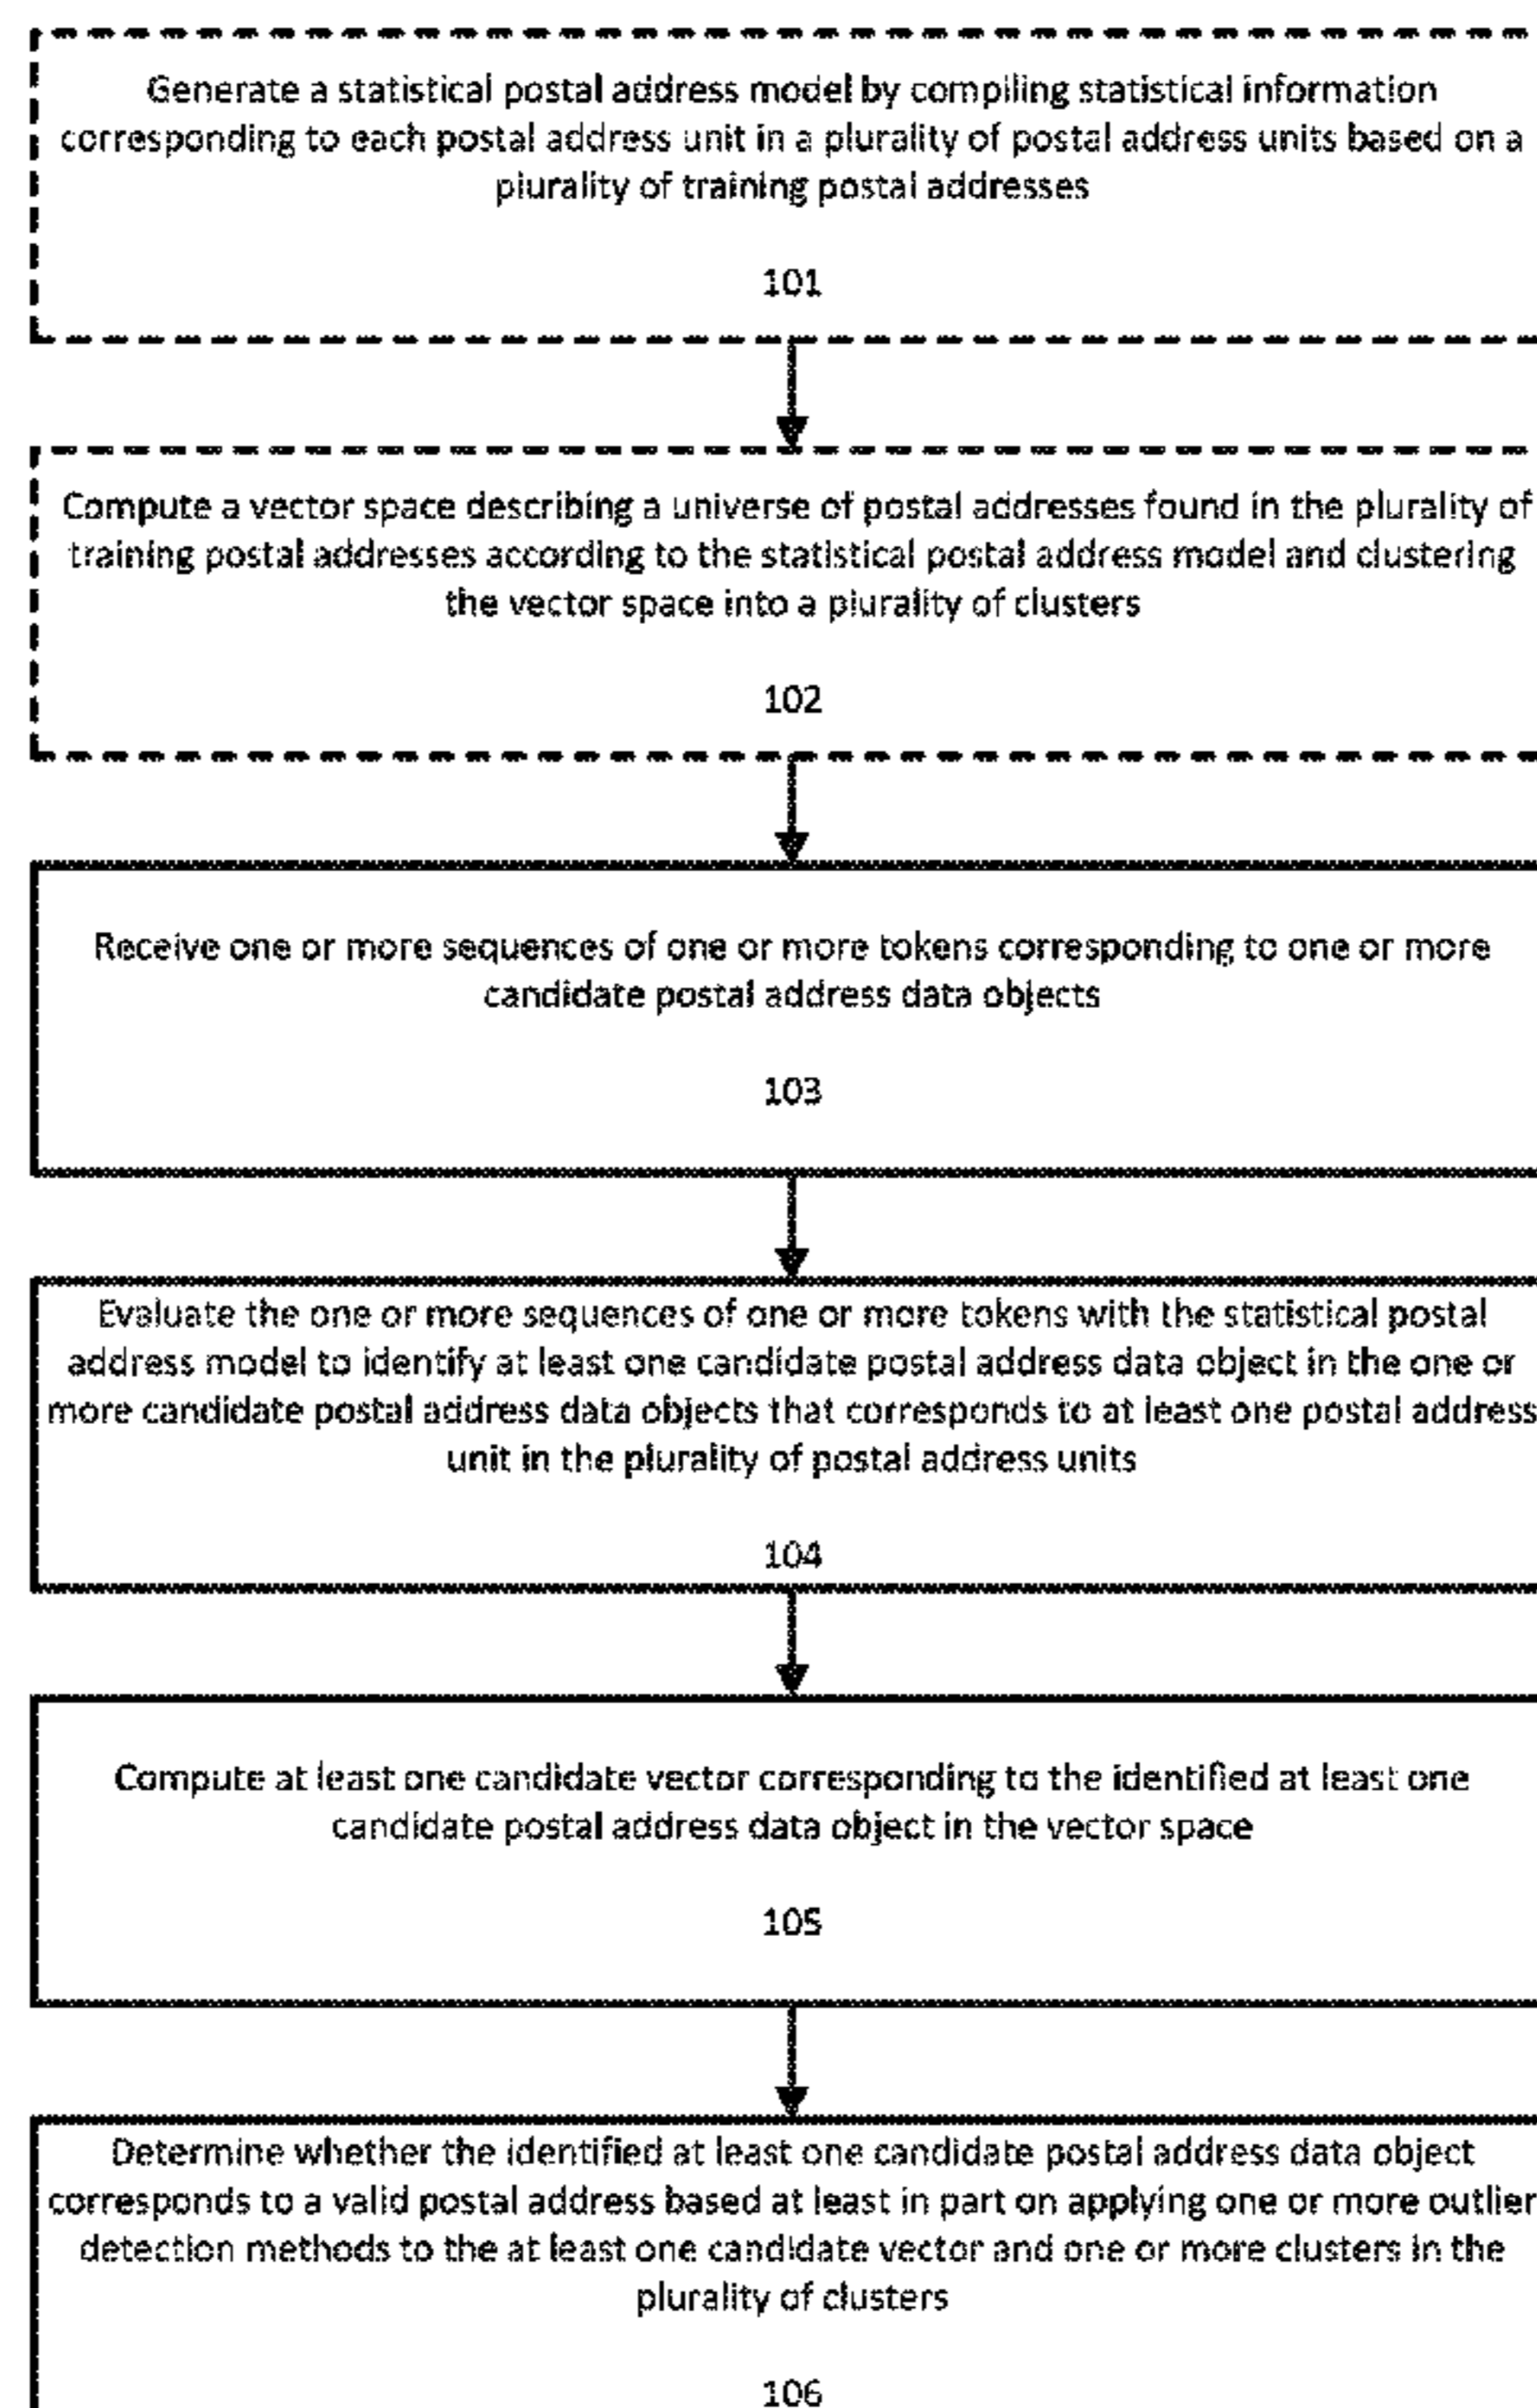 Generate a statistical postal address model by compiling statistical information
corresponding to each postal address unit in a plurality of postal address units based on a
plurality of training postal addresses
101
Compute a vector space describing a universe of postal addresses found in the plurality of
training postal addresses according to the statistical postal address model and clustering
the vector space into a plurality of clusters
102
Receive one or more sequences of one or more tokens corresponding to one or more
candidate postal address data objects
103
Evaluate the one or more sequences of one or more tokens with the statistical postal
address model to identify at least one candidate postal address data object in the one or
more candidate postal address data objects that corresponds to at least one postal address
unit in the plurality of postal address units
104
Compute at least one candidate vector corresponding to the identified at least one
candidate postal address data object in the vector space
105
Determine whether the identified at least one candidate postal address data object
corresponds to a valid postal address based at least in part on applying one or more outlier
detection methods to the at least one candidate vector and one or more clusters in the
plurality of clusters
106